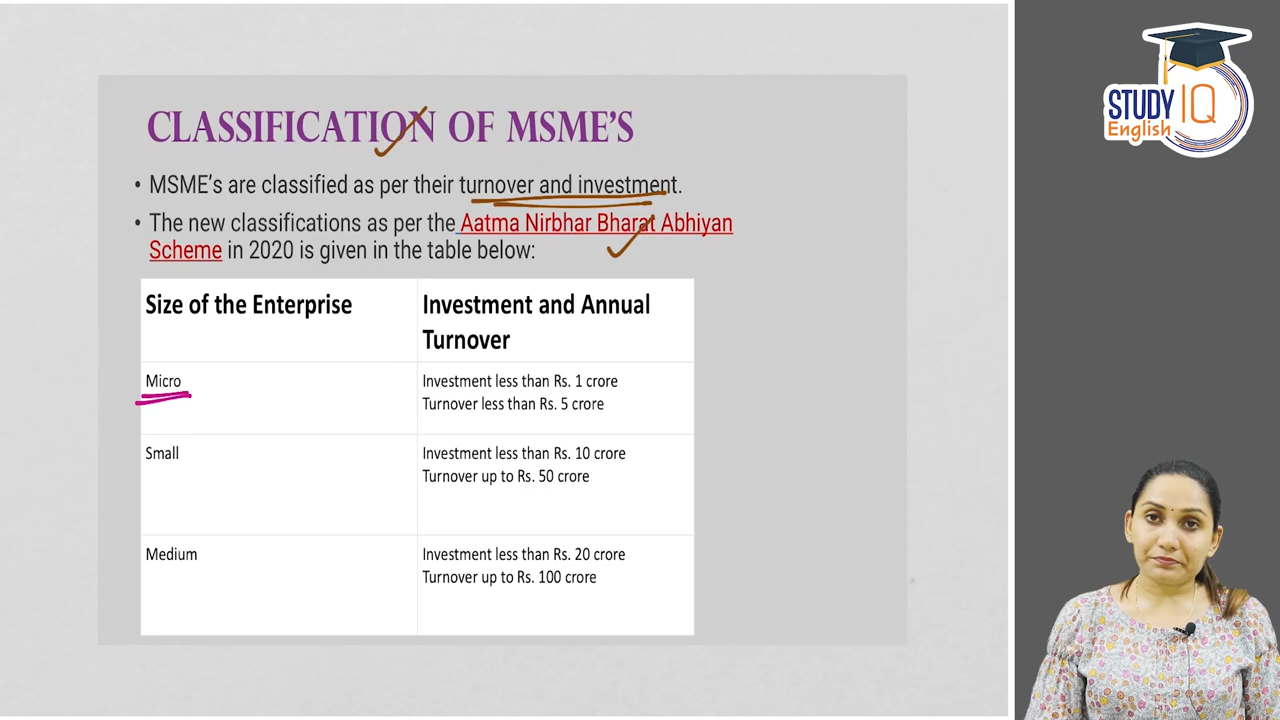 CLASSIFICATION OF MSME'S
• MSME's are classified as per their turnover and investment.
• The new classifications as per the Aatma Nirbhar Bharat Abhiyan
Scheme in 2020 is given in the table below:
Size of the Enterprise
Investment and Annual
Turnover
Micro
Investment less than Rs. 1 crore
Turnover less than Rs. 5 crore
Small
Investment less than Rs. 10 crore
Turnover up to Rs. 50 crore
Medium
Investment less than Rs. 20 crore
Turnover up to Rs. 100 crore
STUDY IQ
English